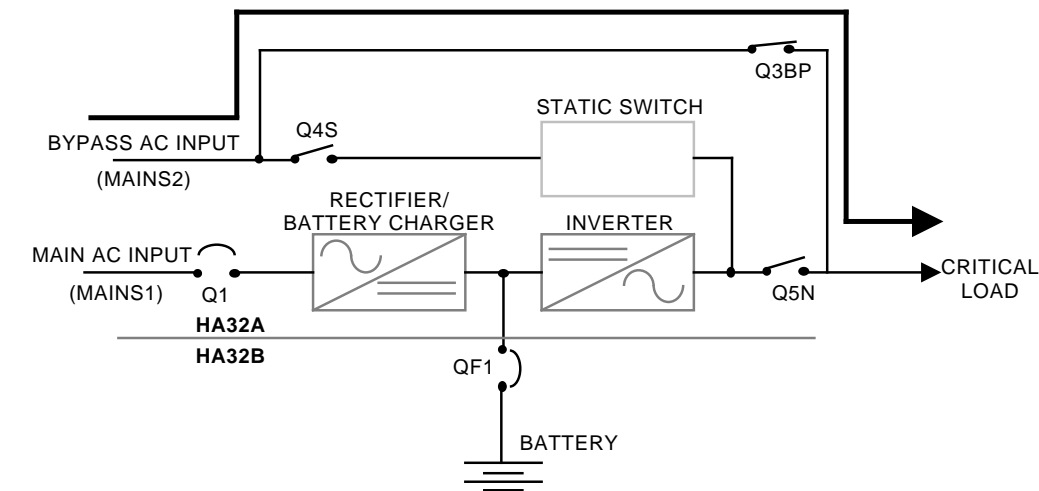 Q3BP
STATIC SWITCH
Q4S
BYPASS AC INPUT
(MAINS2)
RECTIFIER/
BATTERY CHARGER
INVERTER
MAIN AC INPUT
(MAINS1)
Q1
Q5N
CRITICAL
LOAD
HA32A
HA32B
QF1
BATTERY